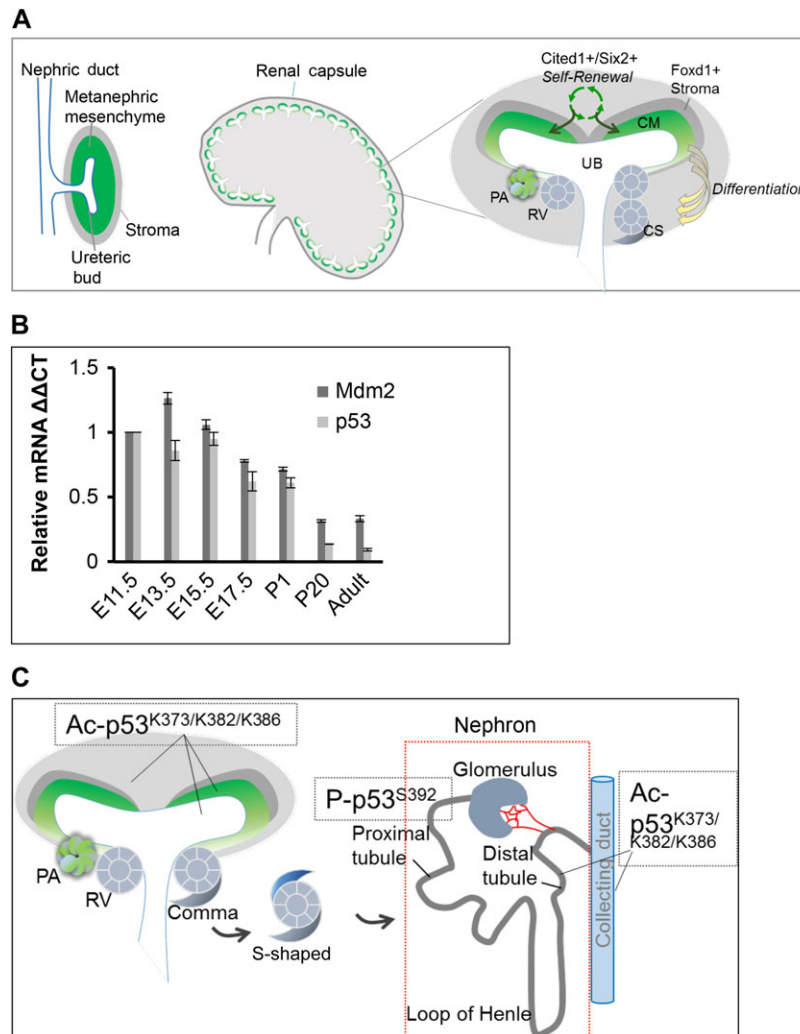 A
Nephric duct
Metanephric
mesenchyme
Stroma
Ureteric
bud
Renal capsule
Cited1+/Six2+
Self-Renewal
Foxd1+
Stroma
CM
UB
PA
RV
CS
Differentiation
B
Relative mRNA ΔΔCT
1.5
1
0.5
0
Mdm2
p53
E11.5
E13.5
E15.5
E17.5
P1
P20
Adult
C
Ac-p53K373/K382/K386
PA
RV
Comma
S-shaped
Nephron
Glomerulus
P-p53S392
Proximal
tubule
Distal
tubule
Loop of Henle
Collecting duct
Ac-
p53K373/
K382/K386